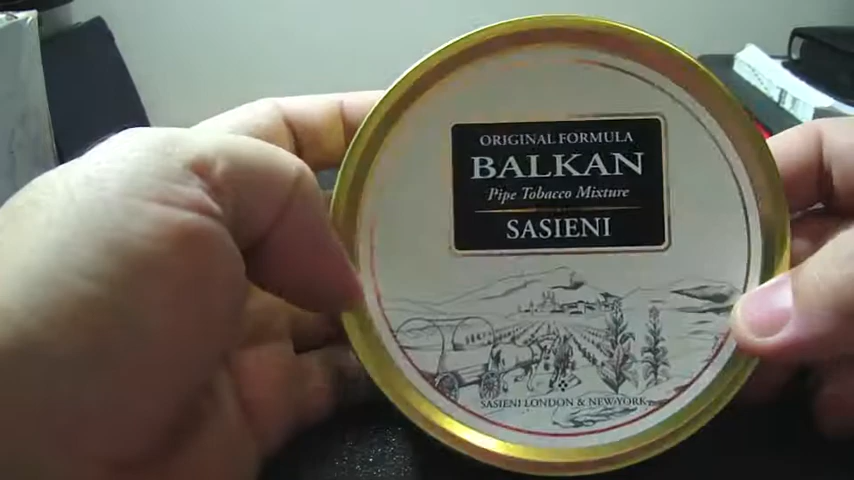 ORIGINAL FORMULA
BALKAN
Pipe Tobacco Mixture
SASIENI
SASIENI LONDON & NEW YORK